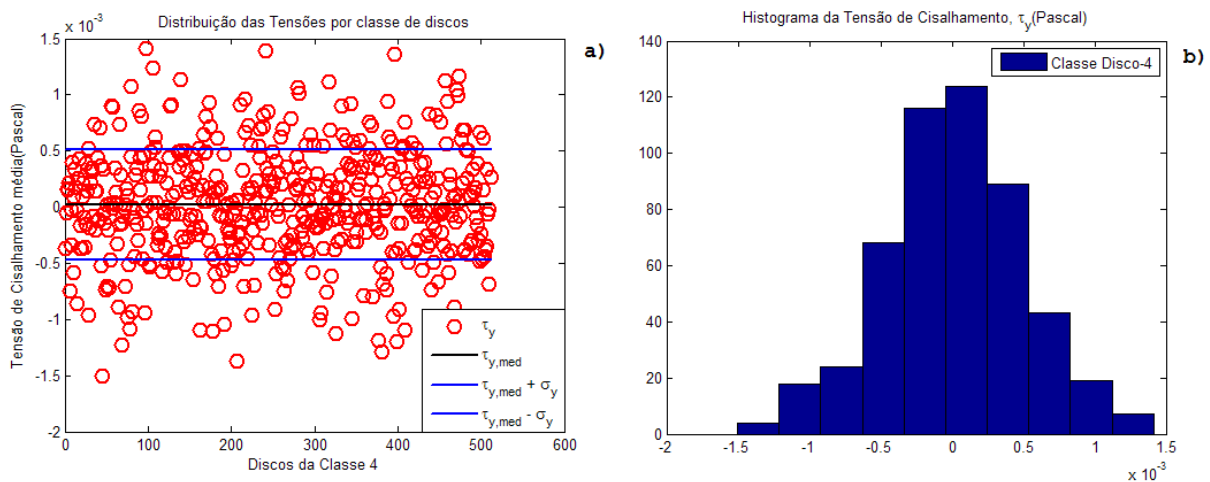 Distribuição das Tensões por classe de discos
x 10⁻³
1.5
1
0.5
0
-0.5
-1
-1.5
-2
Tensão de Cisalhamento média(Pascal)
0 100 200 300 400 500 600
Discos da Classe 4
τy
τy,med
τy,med + σy
τy,med - σy
a)
Histograma da Tensão de Cisalhamento, τy(Pascal)
140
120
100
80
60
40
20
0
-2 -1.5 -1 -0.5 0 0.5 1 1.5
x 10⁻³
Classe Disco-4
b)